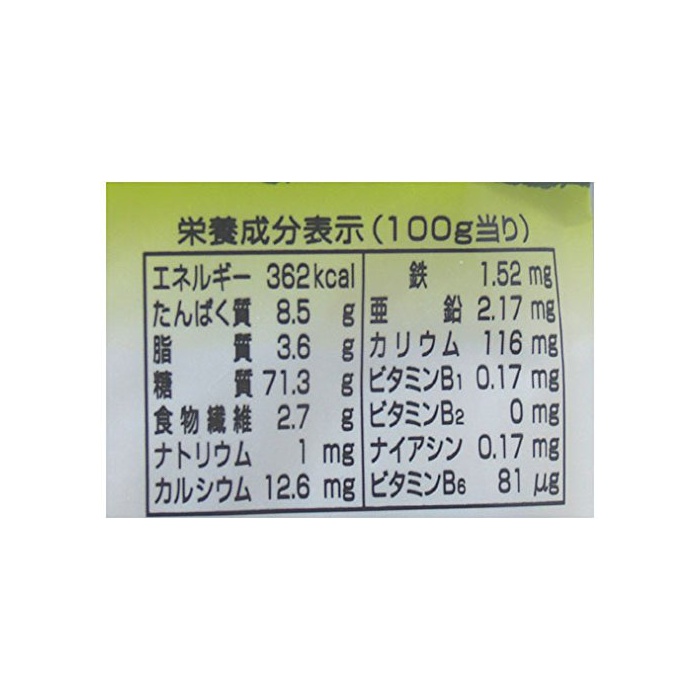 栄養成分表示(100g当り)
エネルギー 362kcal
たんぱく質 8.5 g
脂質 3.6 g
糖質 71.3 g
食物繊維 2.7 g
ナトリウム 1 mg
カルシウム 12.6 mg
鉄 1.52 mg
亜鉛 2.17 mg
カリウム 116 mg
ビタミンB1 0.17 mg
ビタミンB2 0 mg
ナイアシン 0.17 mg
ビタミンB6 81 μg